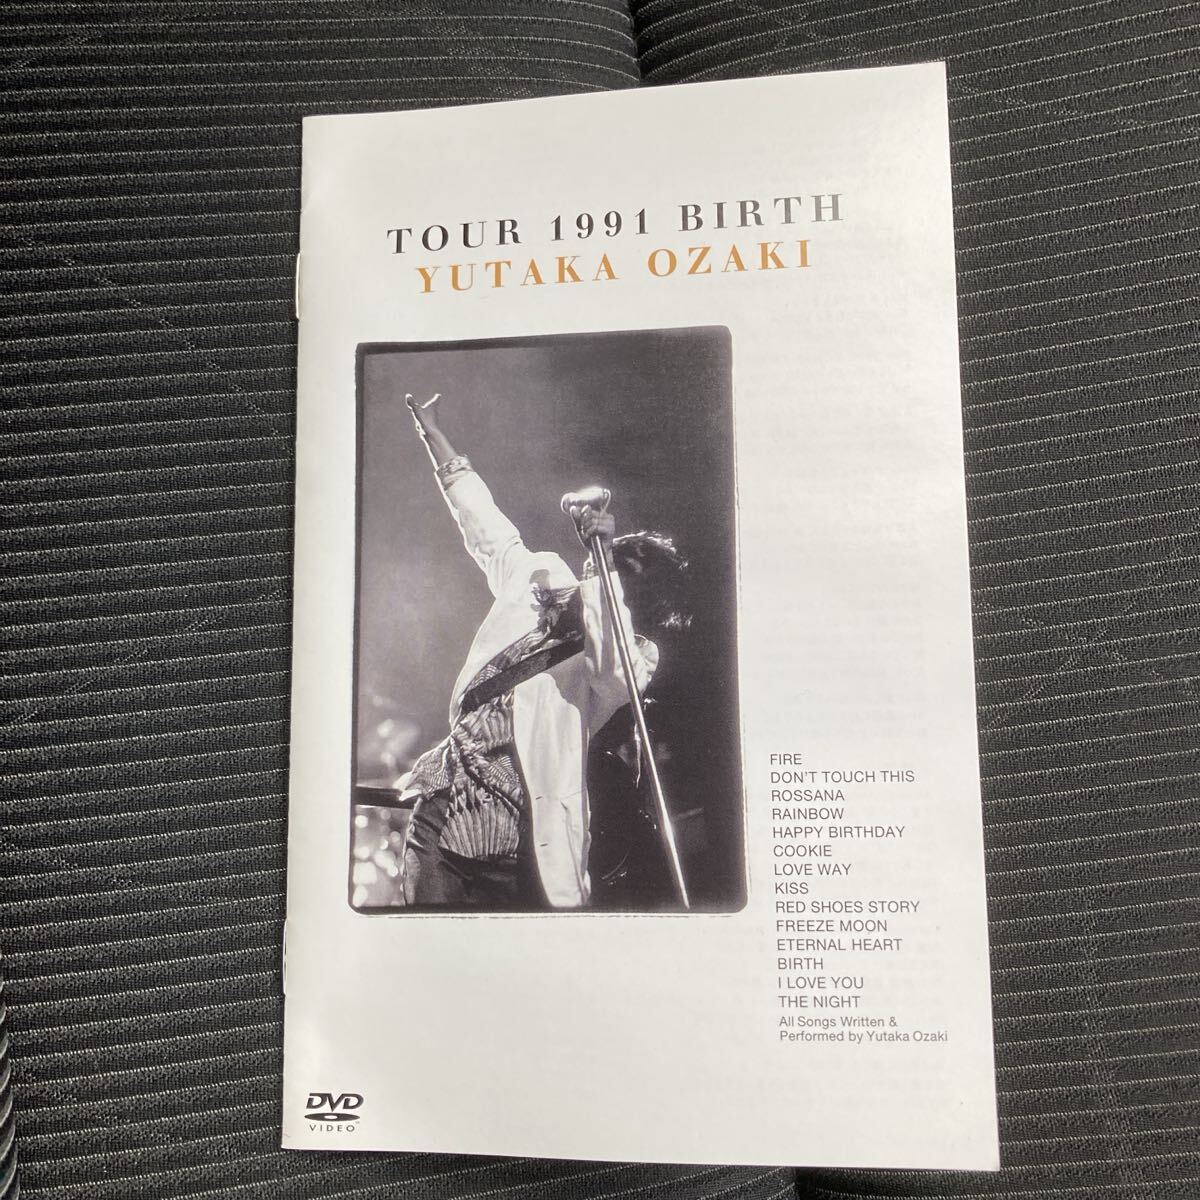 TOUR 1991 BIRTH
YUTAKA OZAKI
FIRE
DON'T TOUCH THIS
ROSSANA
RAINBOW
HAPPY BIRTHDAY
COOKIE
LOVE WAY
KISS
RED SHOES STORY
FREEZE MOON
ETERNAL HEART
BIRTH
I LOVE YOU
THE NIGHT
All Songs Written &
Performed by Yutaka Ozaki
DVD
VIDEO